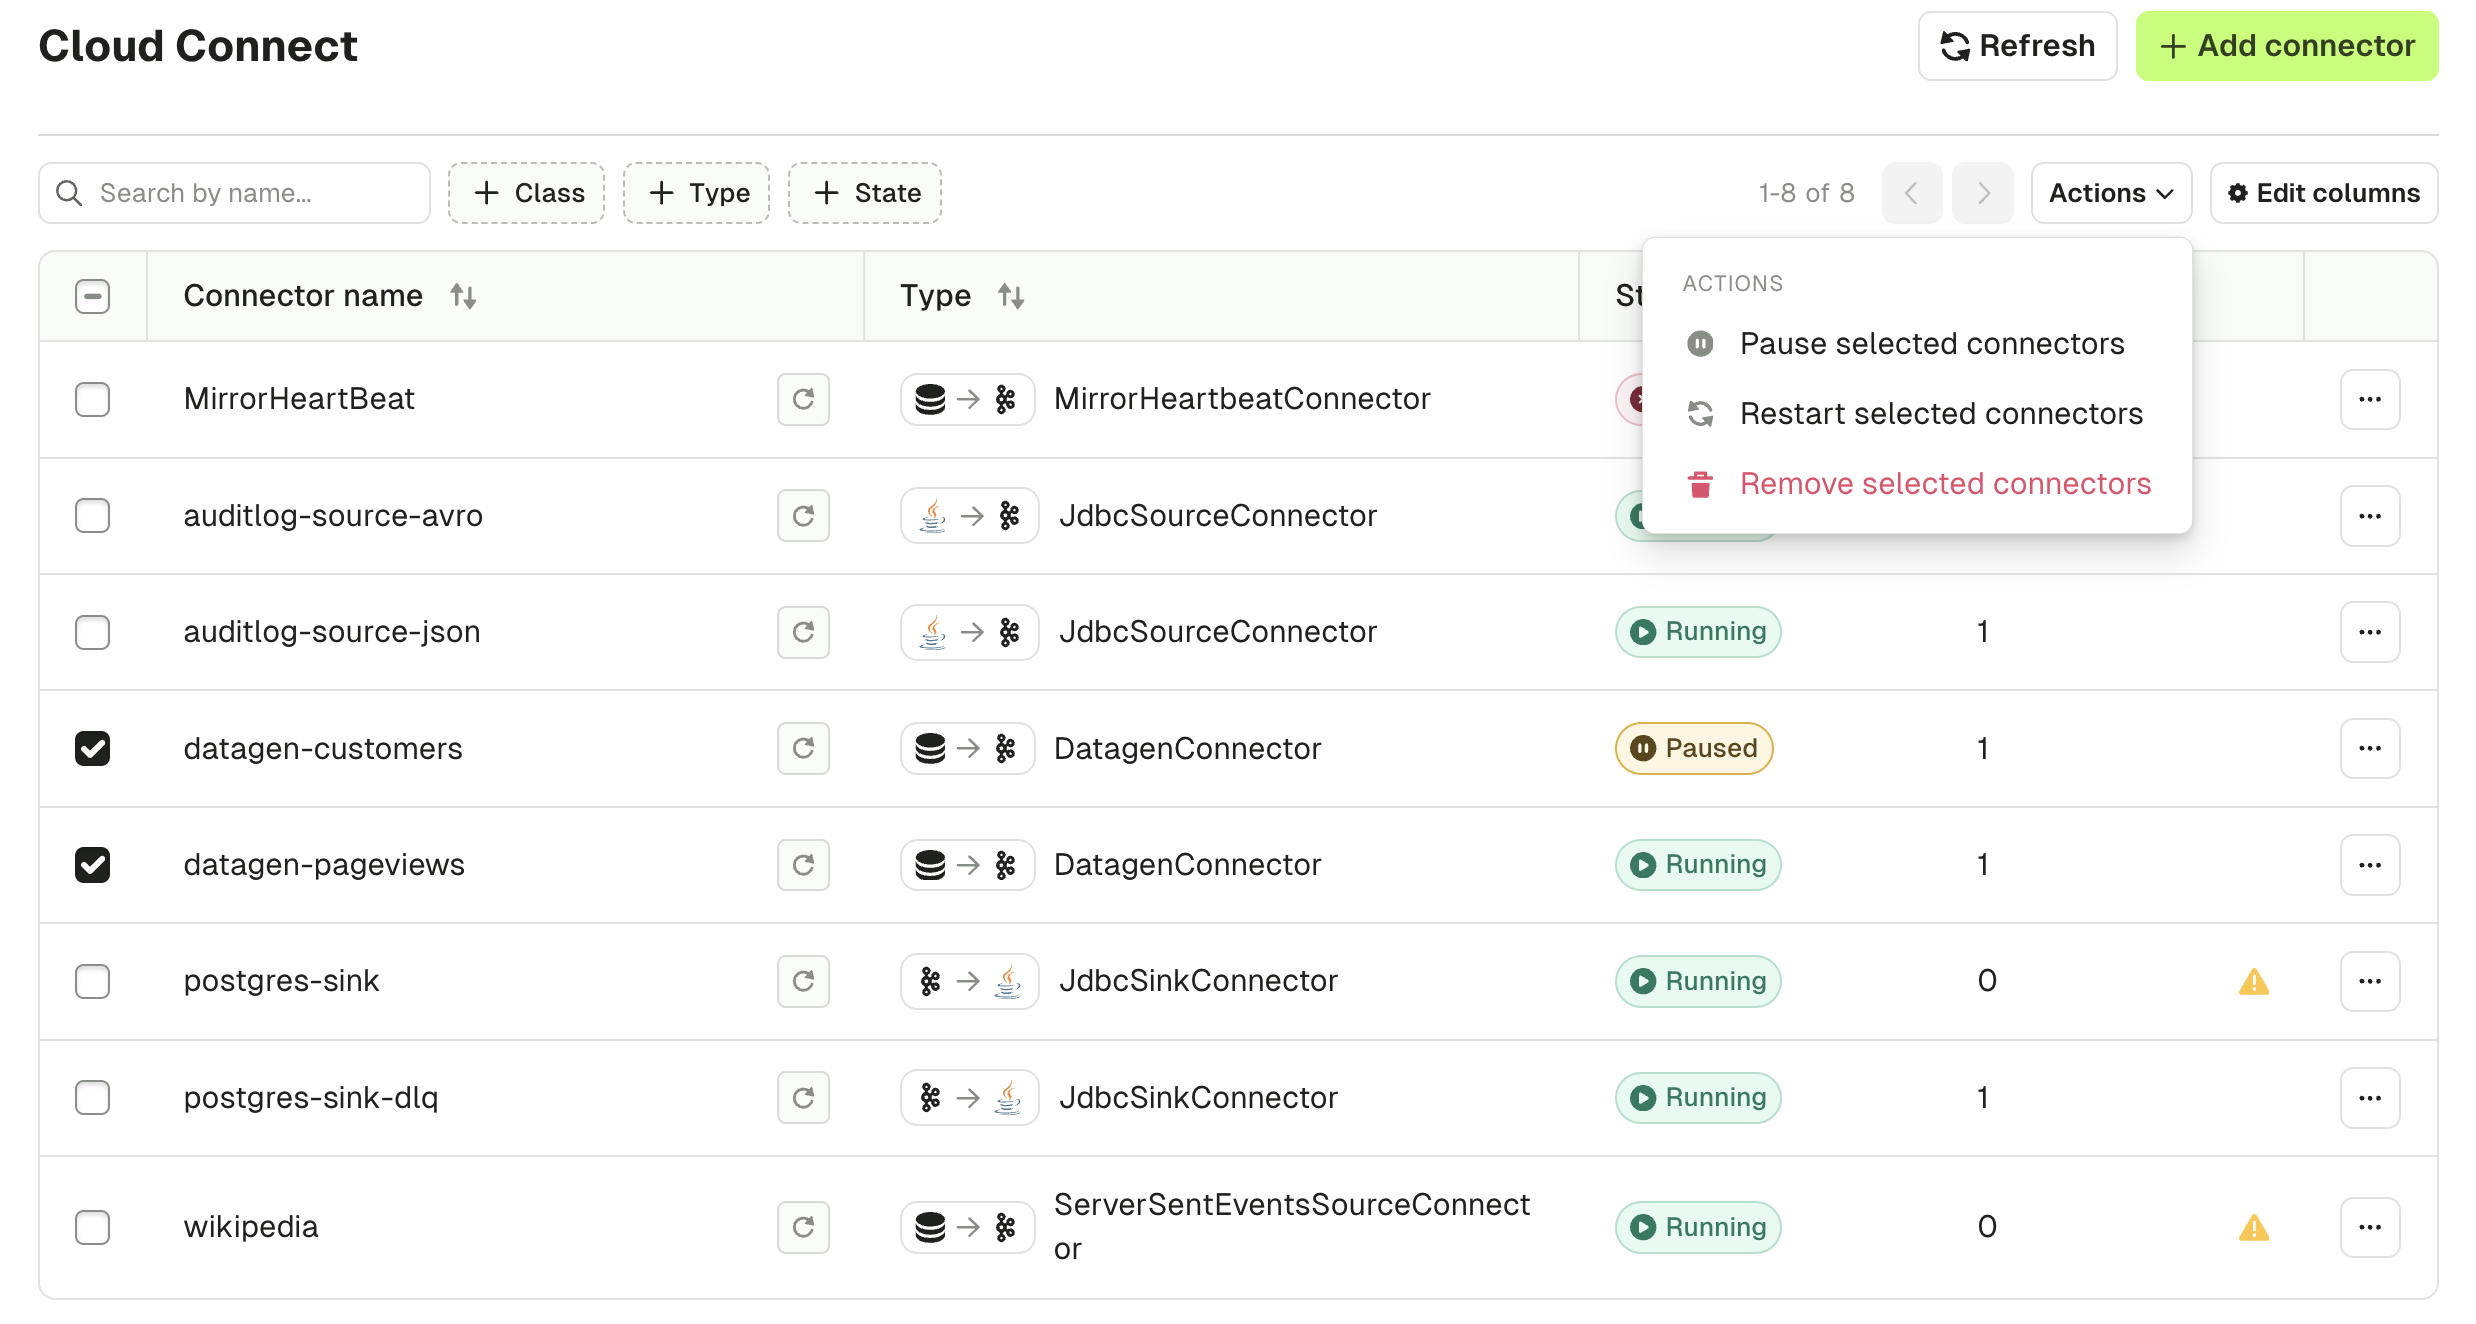 Cloud Connect
Refresh
Add connector
Search by name...
Class
Type
State
1-8 of 8
Actions
Edit columns
Connector name
Type
ACTIONS
Pause selected connectors
Restart selected connectors
Remove selected connectors
MirrorHeartBeat
MirrorHeartbeatConnector
auditlog-source-avro
JdbcSourceConnector
auditlog-source-json
JdbcSourceConnector
Running
1
datagen-customers
DatagenConnector
Paused
1
datagen-pageviews
DatagenConnector
Running
1
postgres-sink
JdbcSinkConnector
Running
0
postgres-sink-dlq
JdbcSinkConnector
Running
1
wikipedia
ServerSentEventsSourceConnect
or
Running
0